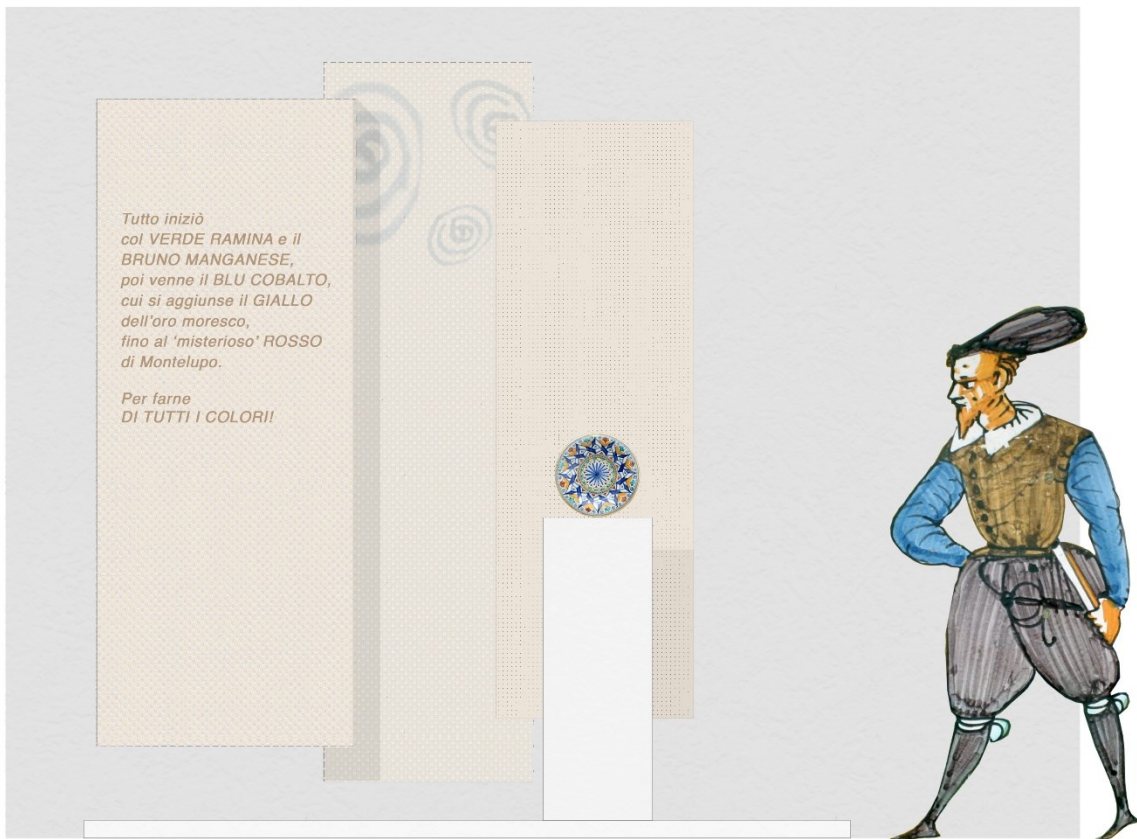 Tutto iniziò
col VERDE RAMINA e il
BRUNO MANGANESE,
poi venne il BLU COBALTO,
cui si aggiunse il GIALLO
dell'oro moresco,
fino al ‘misterioso’ ROSSO
di Montelupo.
Per farne
DI TUTTI I COLORI!